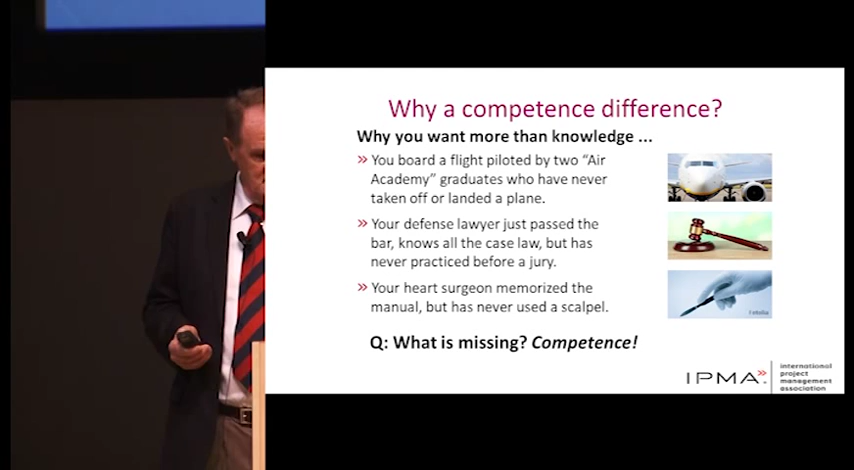 Why a competence difference?
Why you want more than knowledge ...
» You board a flight piloted by two “Air
Academy” graduates who have never
taken off or landed a plane.
» Your defense lawyer just passed the
bar, knows all the case law, but has
never practiced before a jury.
» Your heart surgeon memorized the
manual, but has never used a scalpel.
Fotolia
Q: What is missing? Competence!
IPMA
international
project
management
association